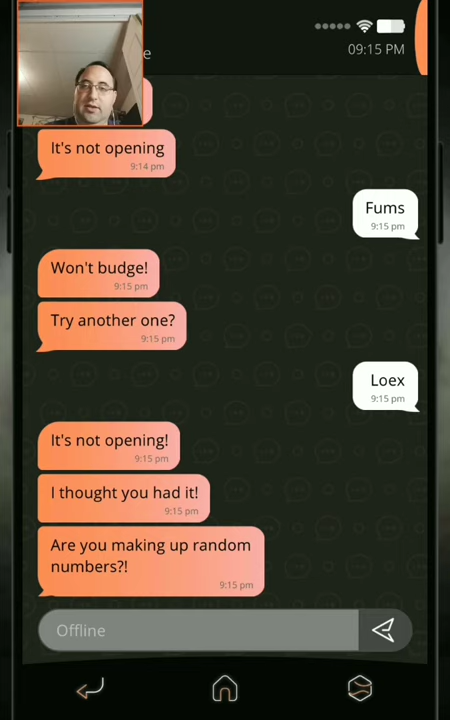 e
09:15 PM
It's not opening
9:14 pm
Fums
9:15 pm
Won't budge!
9:15 pm
Try another one?
9:15 pm
Loex
9:15 pm
It's not opening!
9:15 pm
I thought you had it!
9:15 pm
Are you making up random
numbers?!
9:15 pm
Offline